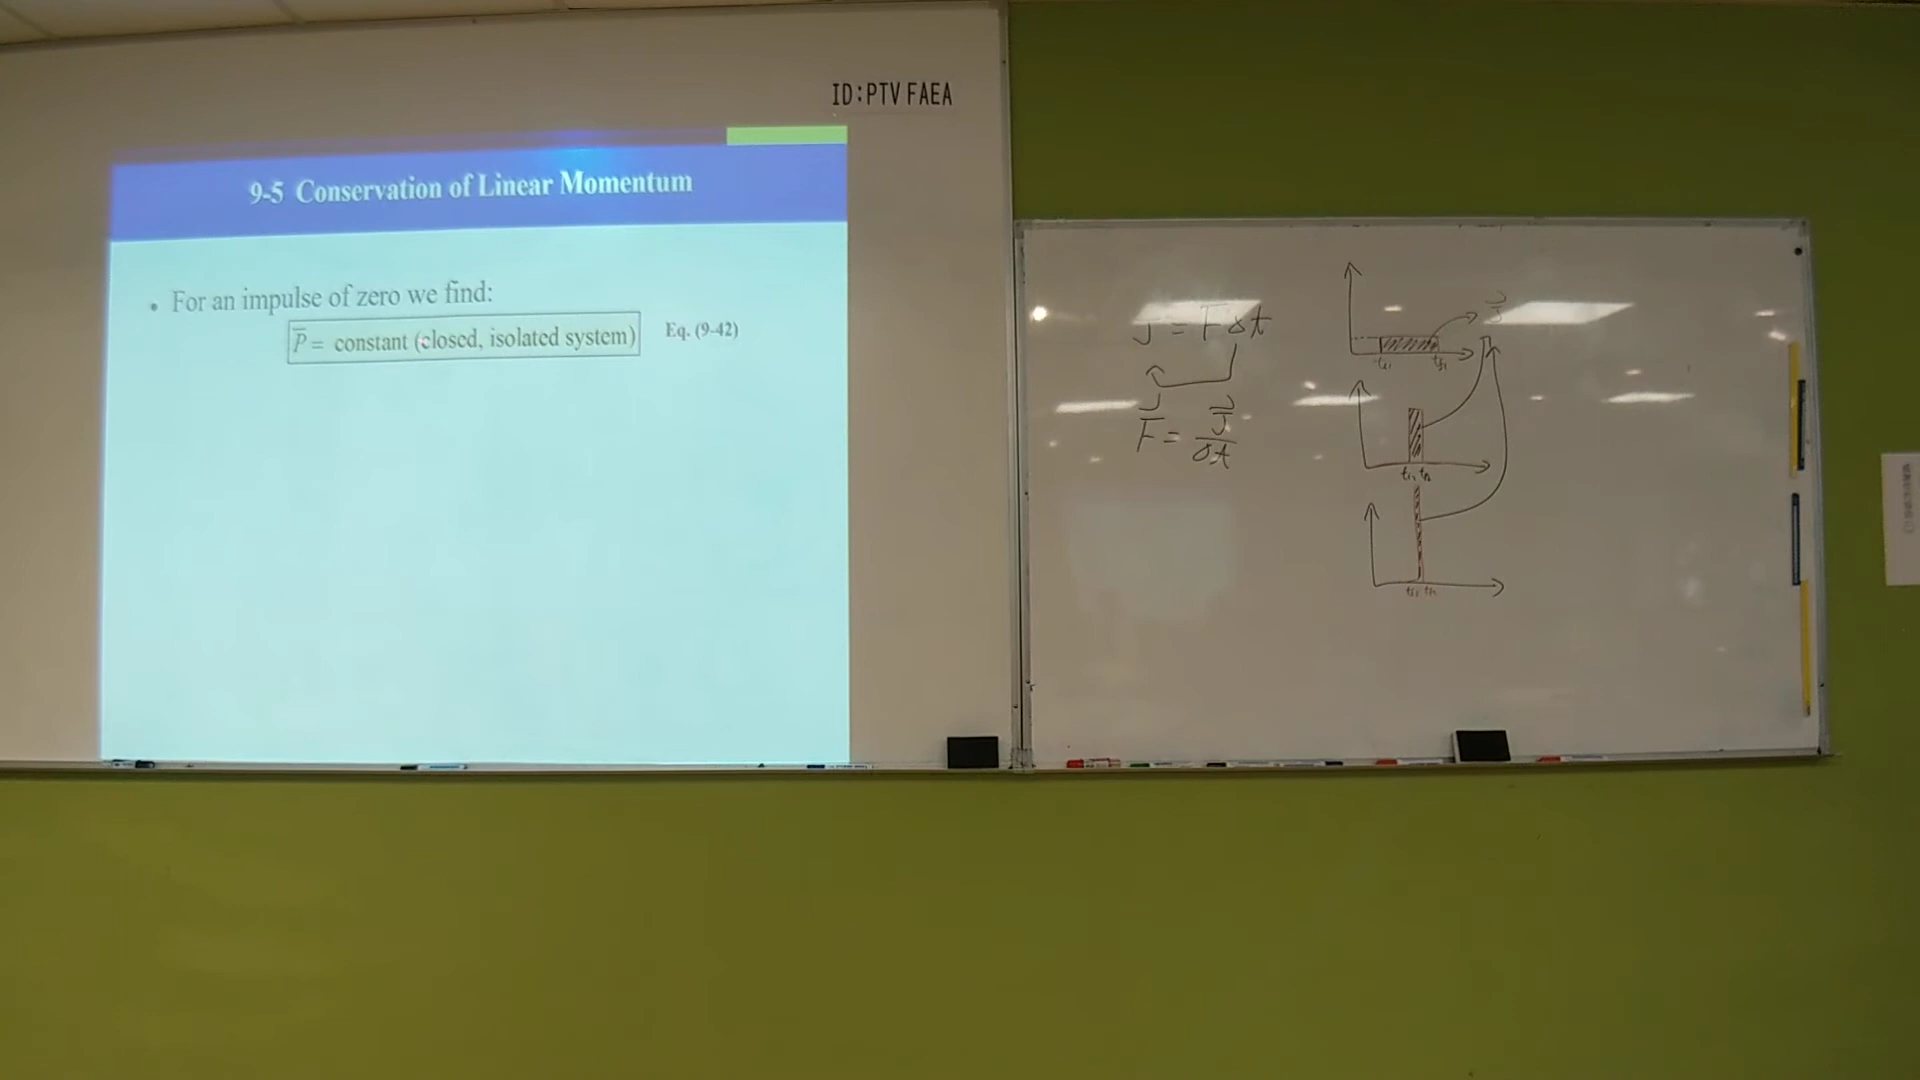 ID:PTV FAEA
9-5 Conservation of Linear Momentum
• For an impulse of zero we find:
P⃗ = constant (closed, isolated system) Eq. (9-42)
J = F Δt
F = J / Δt
J